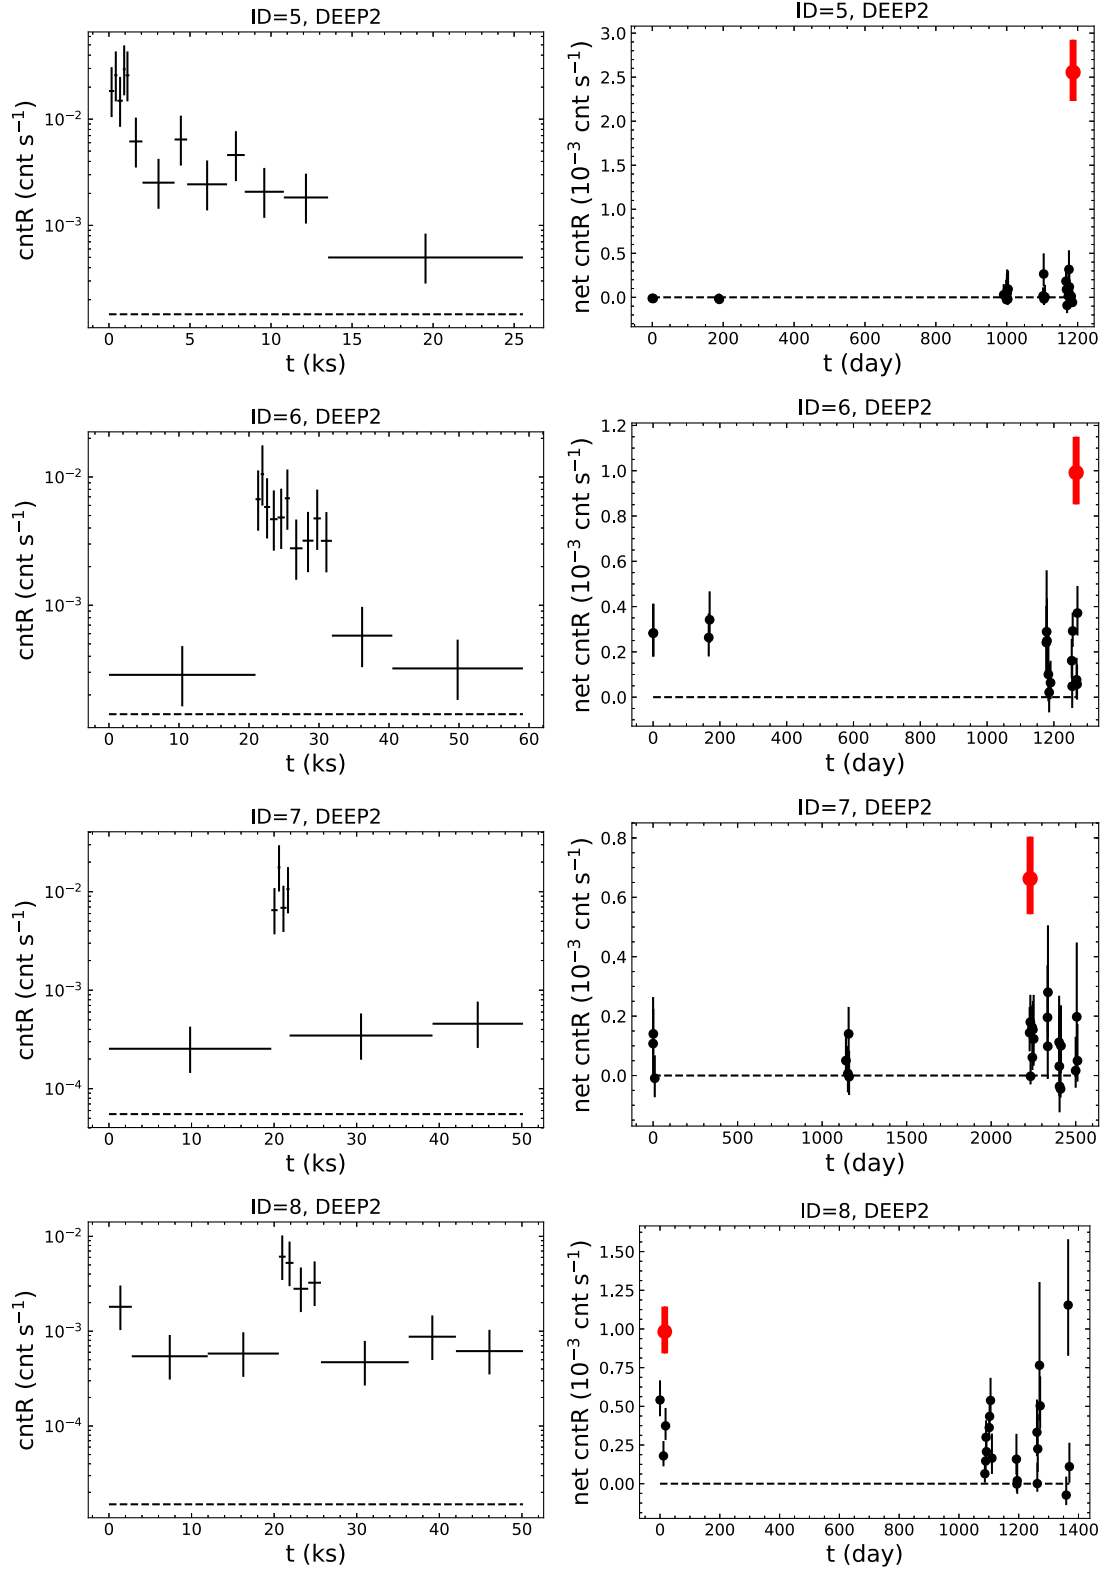 ID=5, DEEP2
cntR (cnt s⁻¹)
10⁻²
10⁻³
0 5 10 15 20 25
t (ks)
ID=5, DEEP2
net cntR (10⁻³ cnt s⁻¹)
3.0
2.5
2.0
1.5
1.0
0.5
0.0
0 200 400 600 800 1000 1200
t (day)
ID=6, DEEP2
cntR (cnt s⁻¹)
10⁻²
10⁻³
0 10 20 30 40 50 60
t (ks)
ID=6, DEEP2
net cntR (10⁻³ cnt s⁻¹)
1.2
1.0
0.8
0.6
0.4
0.2
0.0
0 200 400 600 800 1000 1200
t (day)
ID=7, DEEP2
cntR (cnt s⁻¹)
10⁻²
10⁻³
10⁻⁴
0 10 20 30 40 50
t (ks)
ID=7, DEEP2
net cntR (10⁻³ cnt s⁻¹)
0.8
0.6
0.4
0.2
0.0
0 500 1000 1500 2000 2500
t (day)
ID=8, DEEP2
cntR (cnt s⁻¹)
10⁻²
10⁻³
10⁻⁴
0 10 20 30 40 50
t (ks)
ID=8, DEEP2
net cntR (10⁻³ cnt s⁻¹)
1.50
1.25
1.00
0.75
0.50
0.25
0.00
0 200 400 600 800 1000 1200 1400
t (day)